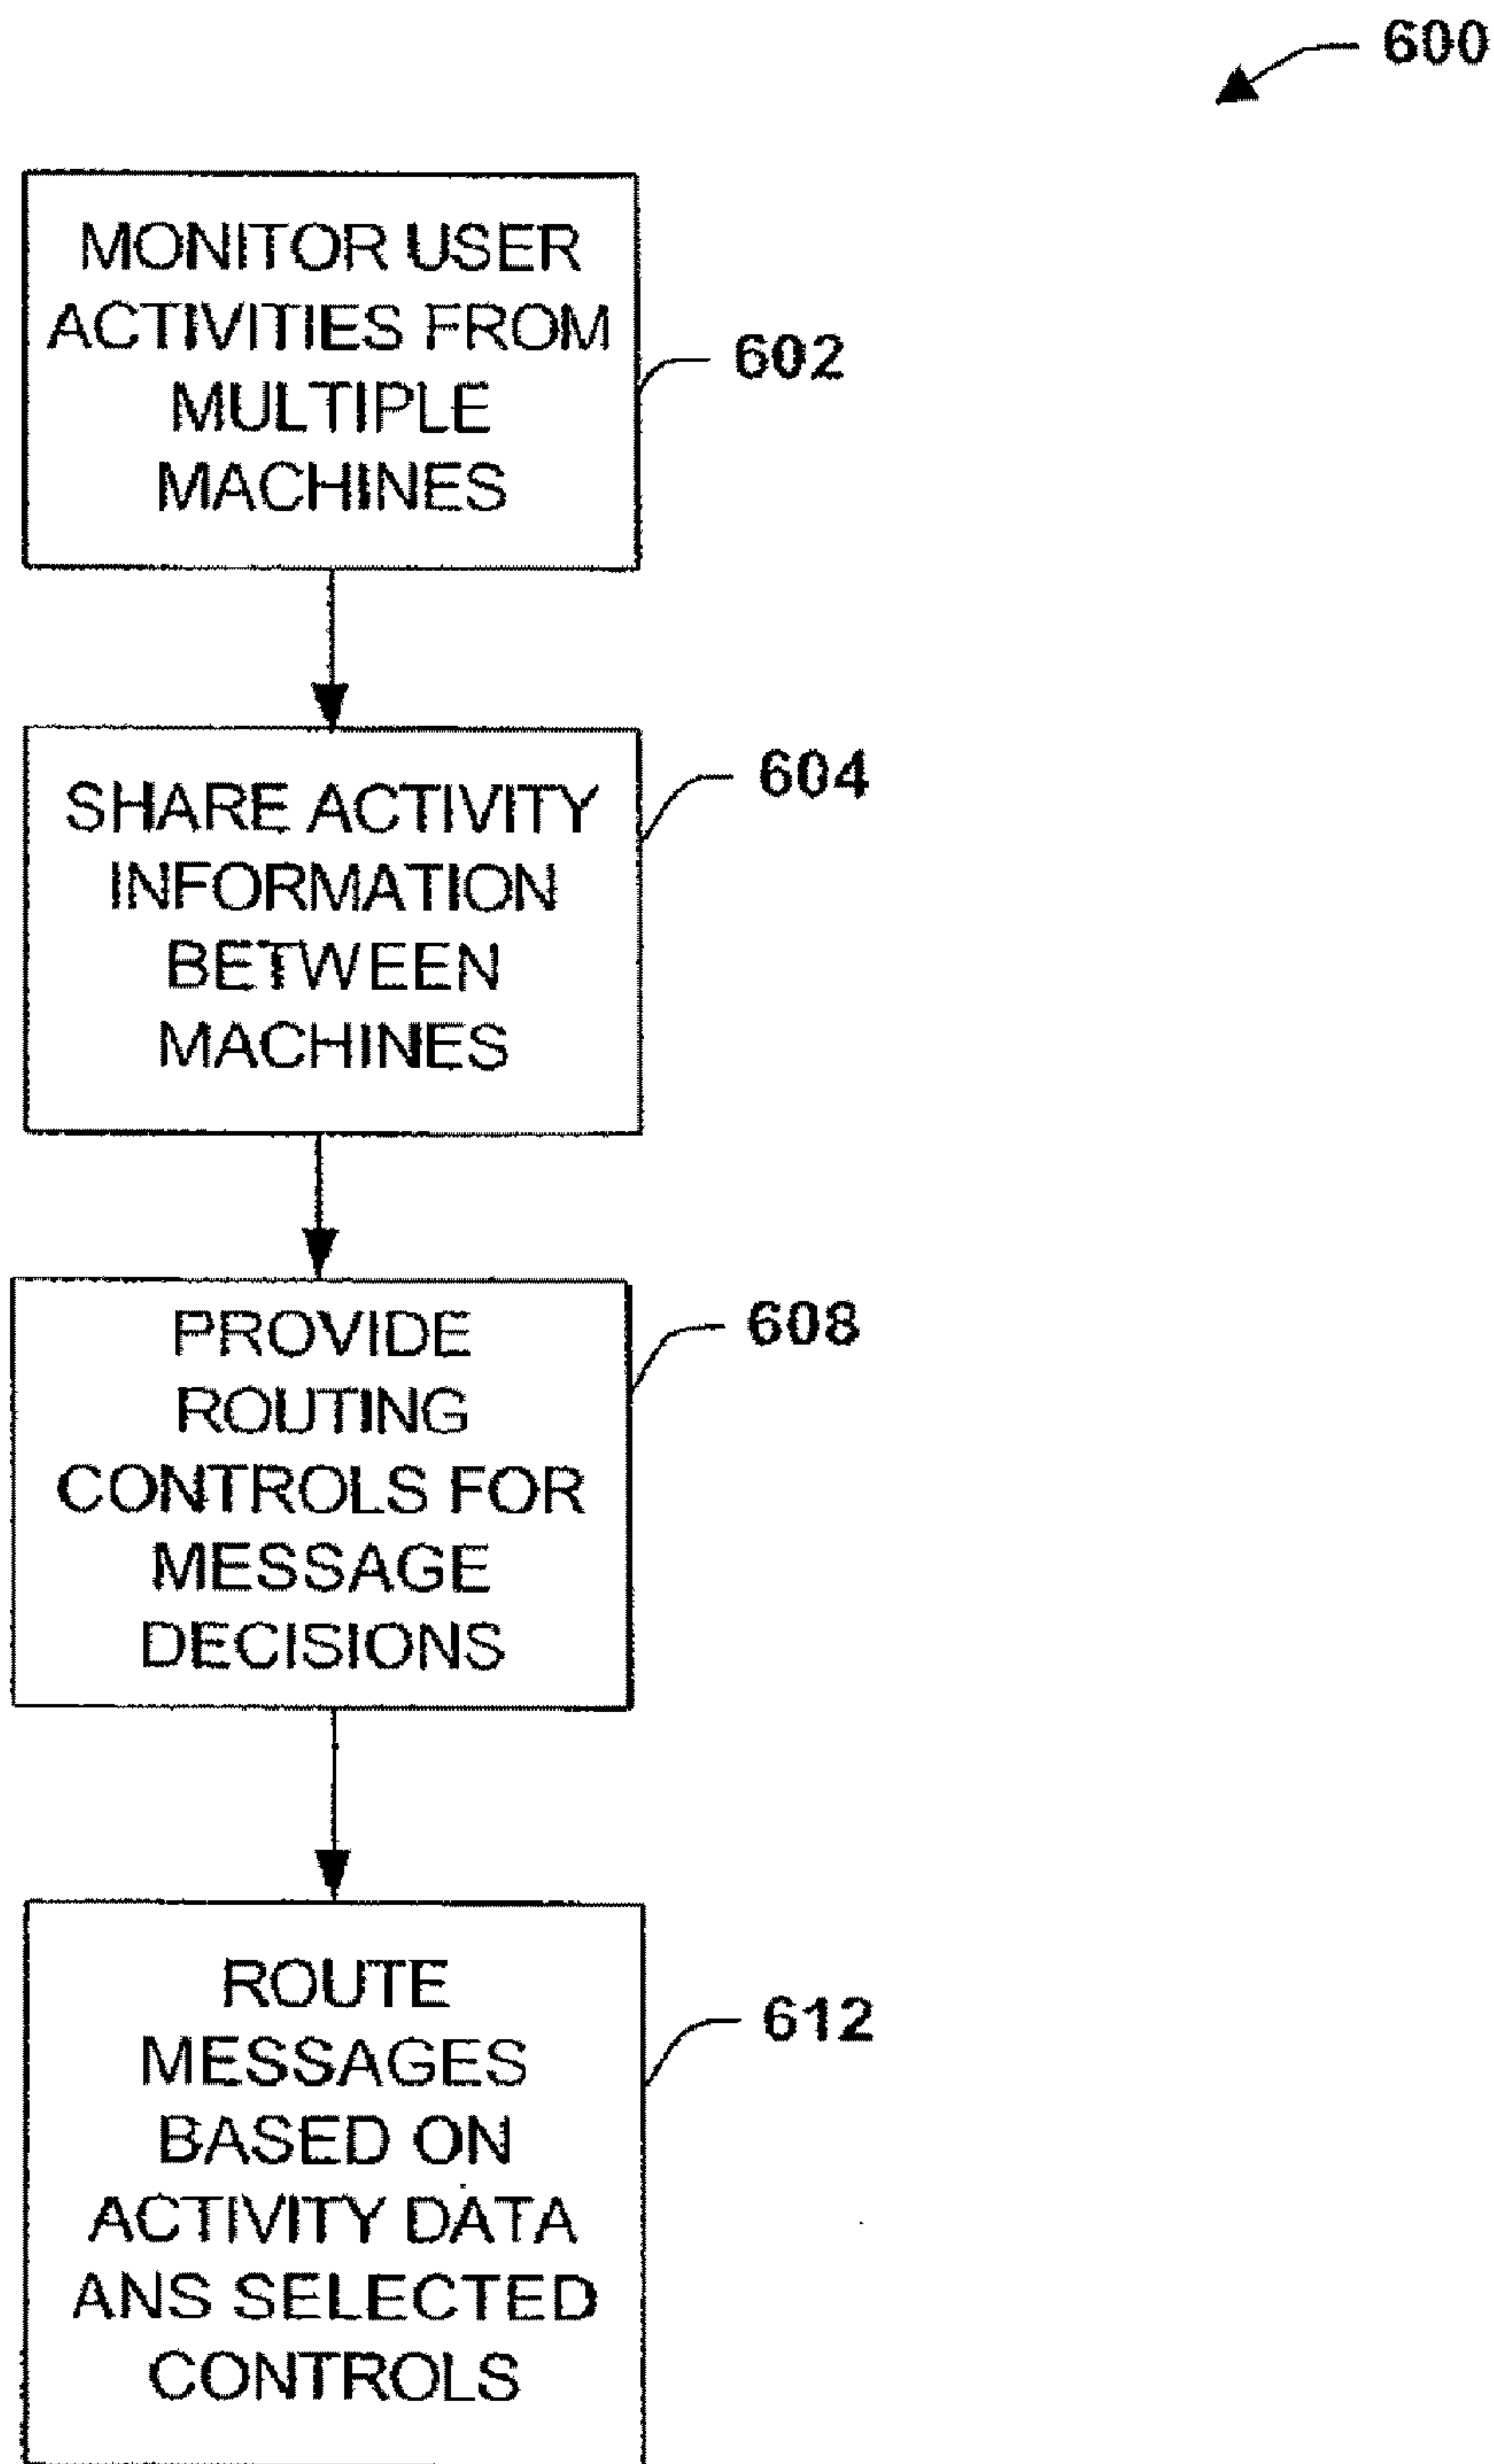 600
MONITOR USER
ACTIVITIES FROM
MULTIPLE
MACHINES
602
SHARE ACTIVITY
INFORMATION
BETWEEN
MACHINES
604
PROVIDE
ROUTING
CONTROLS FOR
MESSAGE
DECISIONS
608
ROUTE
MESSAGES
BASED ON
ACTIVITY DATA
ANS SELECTED
CONTROLS
612